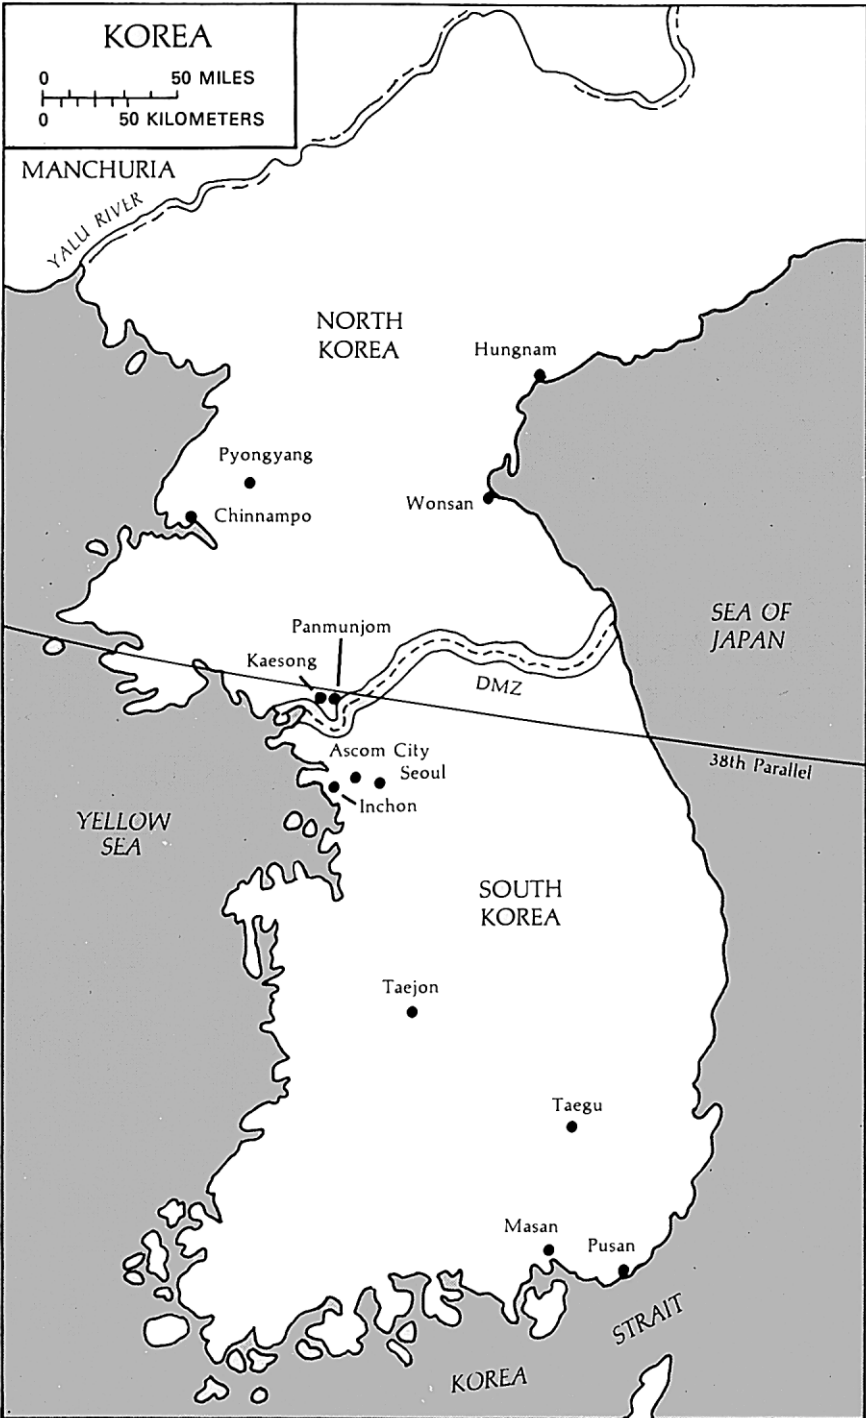 KOREA
0 50 MILES
0 50 KILOMETERS
MANCHURIA
YALU RIVER
NORTH
KOREA
Hungnam
Pyongyang
Wonsan
Chinnampo
SEA OF
JAPAN
Panmunjom
Kaesong
DMZ
Ascom City
Seoul
38th Parallel
Inchon
YELLOW
SEA
SOUTH
KOREA
Taejon
Taegu
Masan
Pusan
KOREA STRAIT